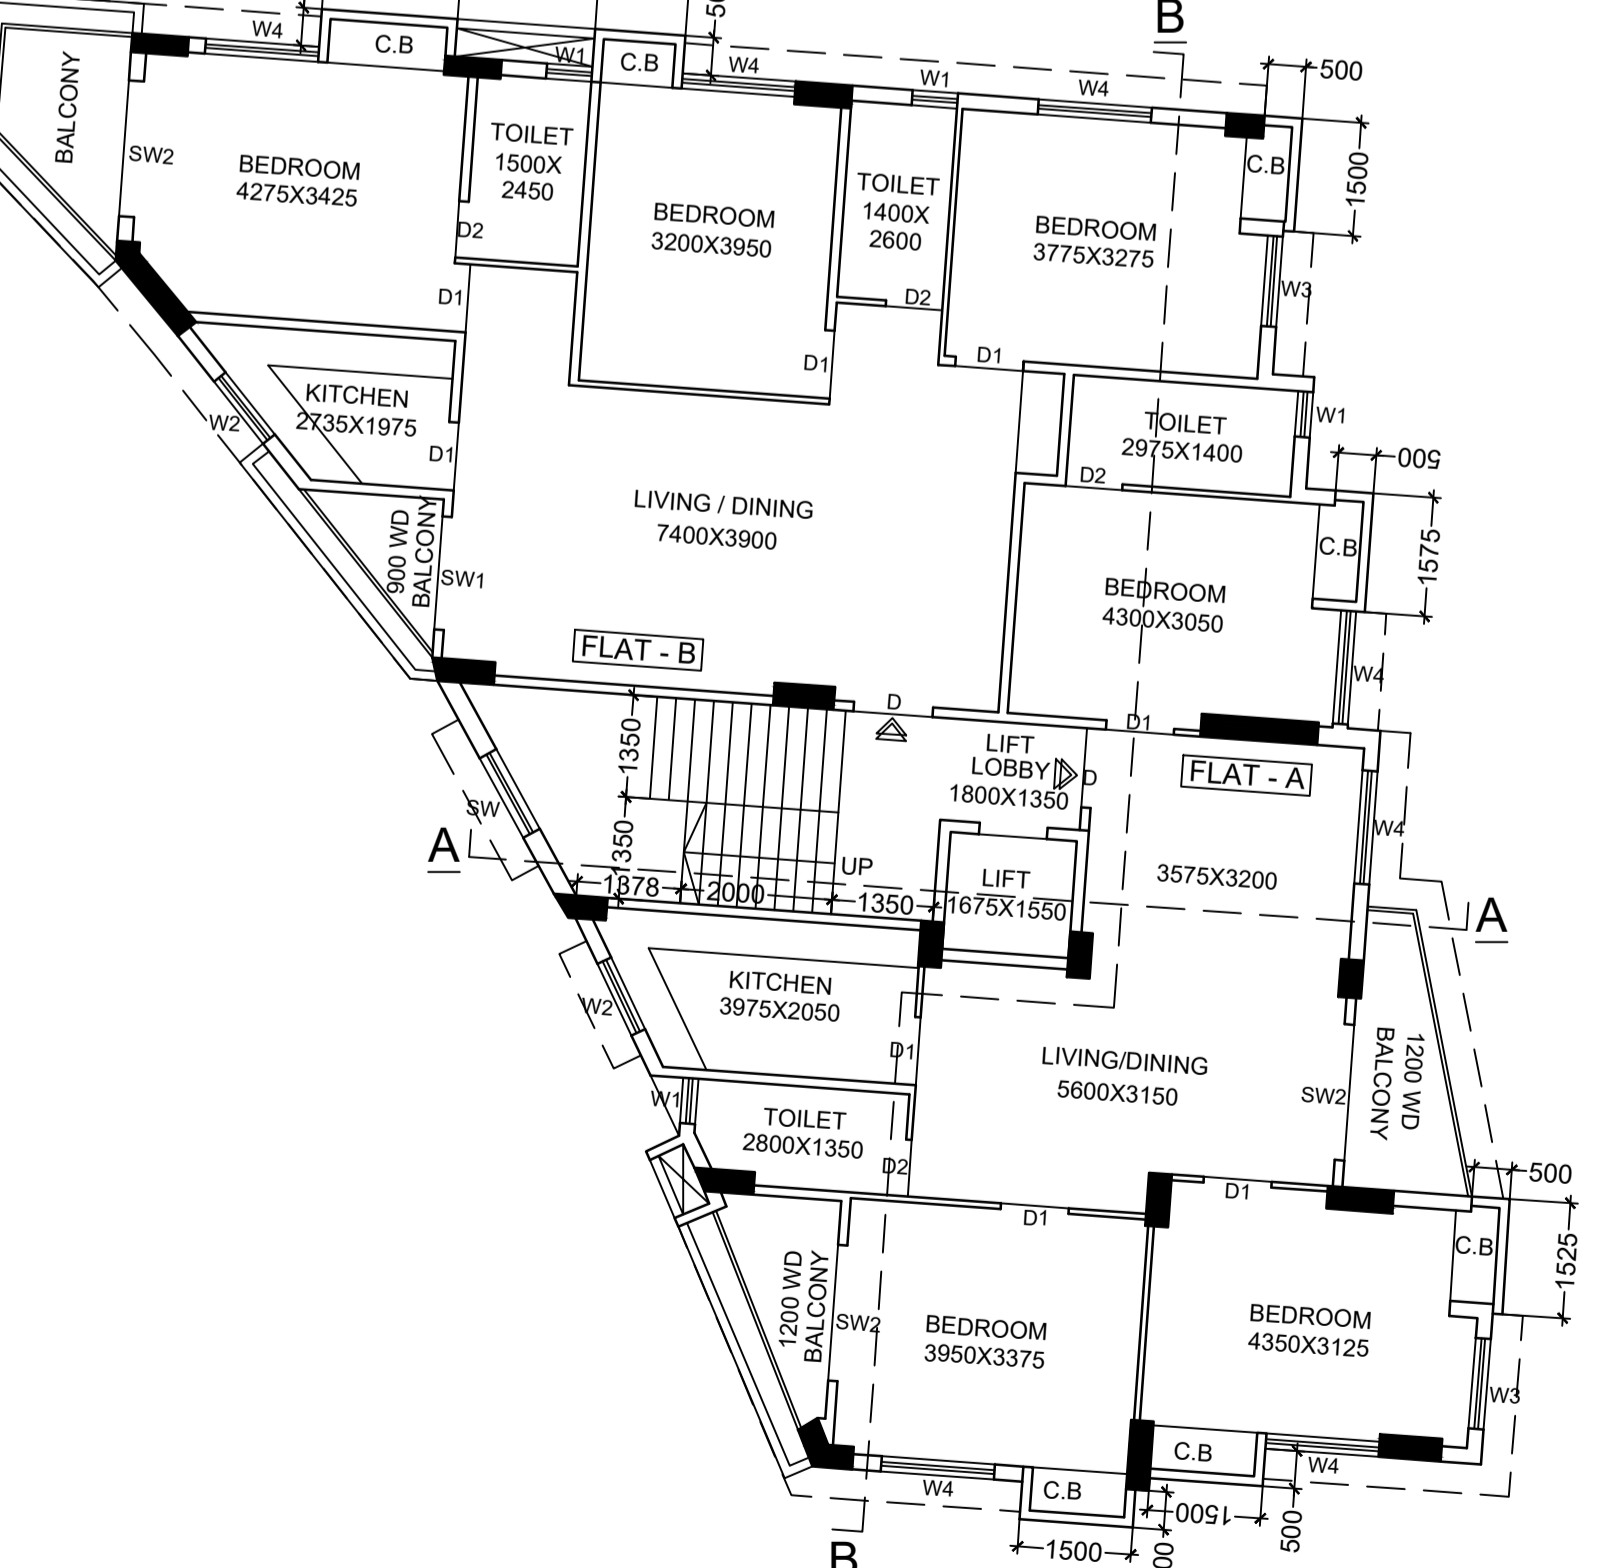 B
50
W4
C.B
W1
C.B
W4
W1
W4
500
BALCONY
SW2
BEDROOM
4275X3425
TOILET
1500X
2450
D2
BEDROOM
3200X3950
TOILET
1400X
2600
D2
BEDROOM
3775X3275
C.B
1500
W3
D1
D1
D1
KITCHEN
2735X1975
W2
D1
TOILET
2975X1400
W1
D2
500
LIVING / DINING
7400X3900
900 WD
BALCONY
SW1
C.B
1575
BEDROOM
4300X3050
FLAT - B
W4
D
D1
1350
LIFT
LOBBY
1800X1350
D
FLAT - A
SW
A
350
W4
UP
3575X3200
1378
2000
1350
LIFT
1675X1550
A
KITCHEN
3975X2050
W2
D1
LIVING/DINING
5600X3150
SW2
1200 WD
BALCONY
W1
TOILET
2800X1350
D2
D1
D1
500
C.B
1525
1200 WD
BALCONY
SW2
BEDROOM
3950X3375
BEDROOM
4350X3125
W3
C.B
W4
W4
C.B
1500
500
1500
00
B